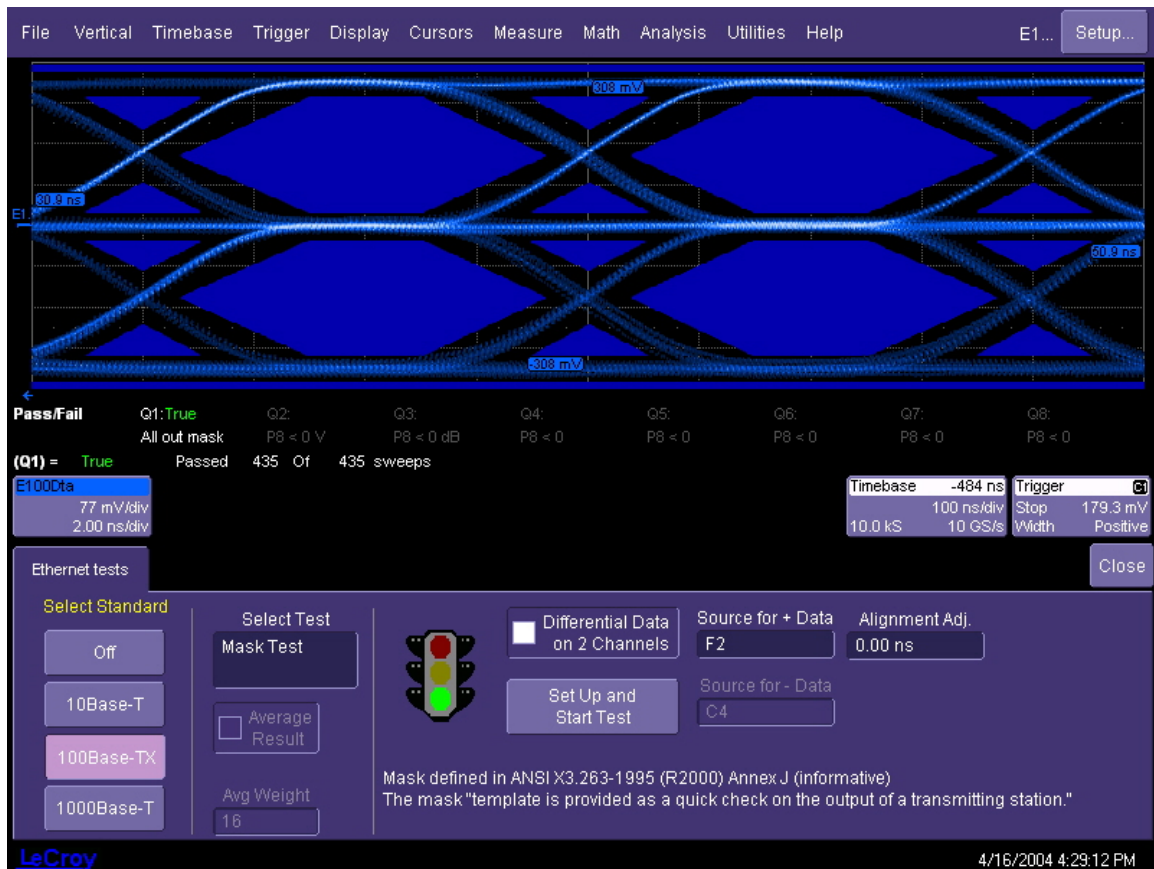 File Vertical Timebase Trigger Display Cursors Measure Math Analysis Utilities Help E1... Setup...
308 mV
30.9 ns
E1
50.9 ns
-308 mV
Pass/Fail Q1:True Q2: Q3: Q4: Q5: Q6: Q7: Q8:
All out mask P8 < 0 V P8 < 0 dB P8 < 0 P8 < 0 P8 < 0 P8 < 0 P8 < 0
(Q1) = True Passed 435 Of 435 sweeps
E100Dta
77 mV/div
2.00 ns/div
Timebase -484 ns
100 ns/div
10.0 kS 10 GS/s
Trigger C1
Stop 179.3 mV
Width Positive
Ethernet tests
Close
Select Standard
Off
10Base-T
100Base-TX
1000Base-T
Select Test
Mask Test
Average Result
Avg Weight
16
Differential Data
on 2 Channels
Set Up and
Start Test
Source for + Data
F2
Source for - Data
C4
Alignment Adj.
0.00 ns
Mask defined in ANSI X3.263-1995 (R2000) Annex J (informative)
The mask "template is provided as a quick check on the output of a transmitting station."
LeCroy
4/16/2004 4:29:12 PM